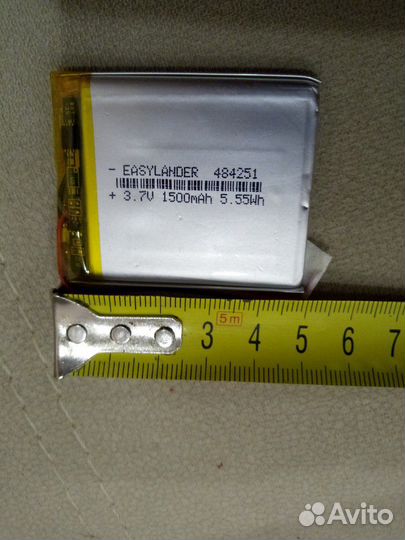 - EASYLANDER 484251
+ 3.7V 1500mAh 5.55Wh
3 5m 4 5 6 7
Avito